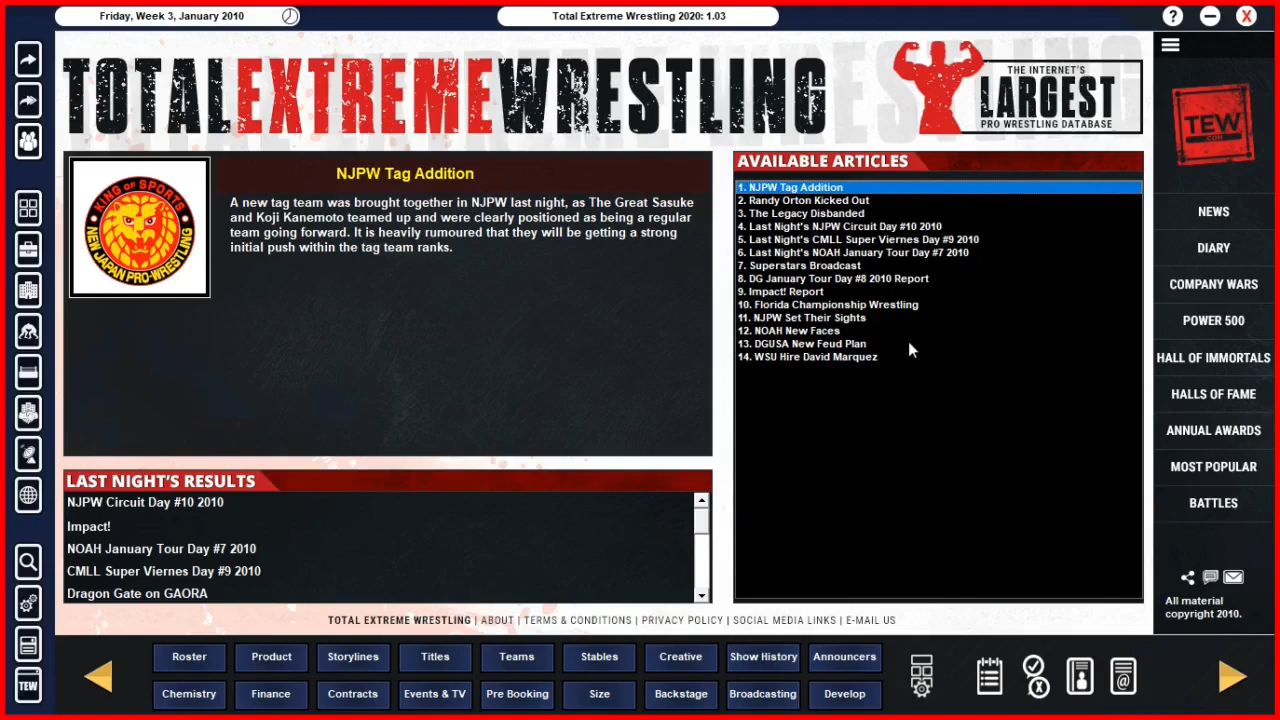 Friday, Week 3, January 2010
Total Extreme Wrestling 2020: 1.03
?
X
TOTALEXTREMEWRESTLING
THE INTERNET'S
LARGEST
PRO WRESTLING DATABASE
TEW
.COM
KING OF SPORTS
NEW JAPAN PRO-WRESTLING
NJPW Tag Addition
A new tag team was brought together in NJPW last night, as The Great Sasuke
and Koji Kanemoto teamed up and were clearly positioned as being a regular
team going forward. It is heavily rumoured that they will be getting a strong
initial push within the tag team ranks.
AVAILABLE ARTICLES
1. NJPW Tag Addition
2. Randy Orton Kicked Out
3. The Legacy Disbanded
4. Last Night's NJPW Circuit Day #10 2010
5. Last Night's CMLL Super Viernes Day #9 2010
6. Last Night's NOAH January Tour Day #7 2010
7. Superstars Broadcast
8. DG January Tour Day #8 2010 Report
9. Impact! Report
10. Florida Championship Wrestling
11. NJPW Set Their Sights
12. NOAH New Faces
13. DGUSA New Feud Plan
14. WSU Hire David Marquez
LAST NIGHT'S RESULTS
NJPW Circuit Day #10 2010
Impact!
NOAH January Tour Day #7 2010
CMLL Super Viernes Day #9 2010
Dragon Gate on GAORA
NEWS
DIARY
COMPANY WARS
POWER 500
HALL OF IMMORTALS
HALLS OF FAME
ANNUAL AWARDS
MOST POPULAR
BATTLES
All material
copyright 2010.
TOTAL EXTREME WRESTLING | ABOUT | TERMS & CONDITIONS | PRIVACY POLICY | SOCIAL MEDIA LINKS | E-MAIL US
Roster
Product
Storylines
Titles
Teams
Stables
Creative
Show History
Announcers
Chemistry
Finance
Contracts
Events & TV
Pre Booking
Size
Backstage
Broadcasting
Develop
TEW